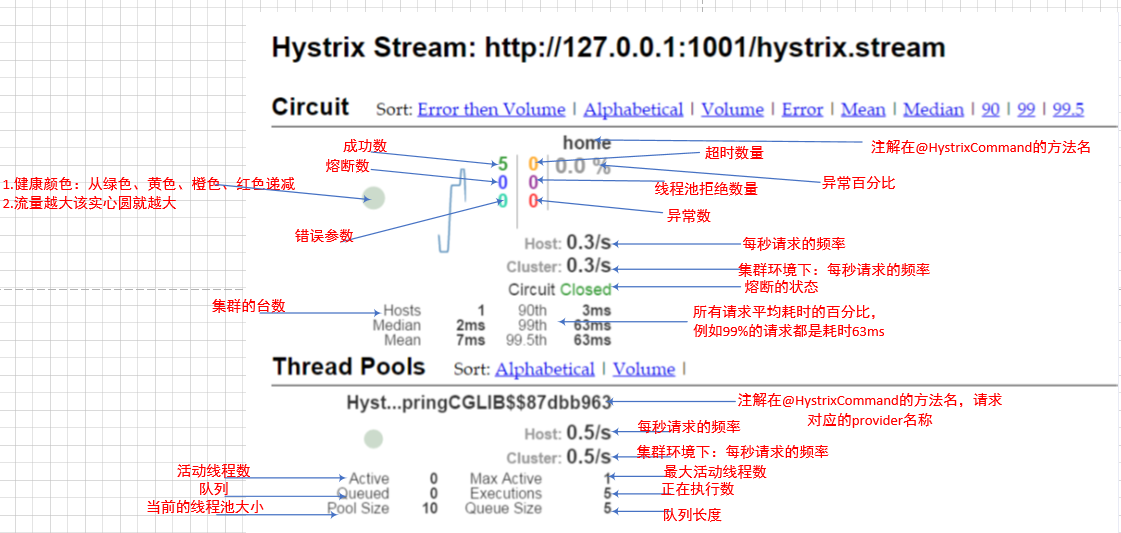 Hystrix Stream: http://127.0.0.1:1001/hystrix.stream
Circuit Sort: Error then Volume | Alphabetical | Volume | Error | Mean | Median | 90 | 99 | 99.5
home
注解在@HystrixCommand的方法名
成功数
5 0
超时数量
0.0 %
熔断数
0 0
线程池拒绝数量
异常百分比
1.健康颜色：从绿色、黄色、橙色、红色递减
2.流量越大该实心圆就越大
0 0
异常数
错误参数
Host: 0.3/s
每秒请求的频率
Cluster: 0.3/s
集群环境下：每秒请求的频率
Circuit Closed
熔断的状态
集群的台数
Hosts 1 90th 3ms
Median 2ms 99th 63ms
Mean 7ms 99.5th 63ms
所有请求平均耗时的百分比，
例如99%的请求都是耗时63ms
Thread Pools Sort: Alphabetical | Volume |
Hyst...pringCGLIB$$87dbb963
注解在@HystrixCommand的方法名，请求
对应的provider名称
Host: 0.5/s
每秒请求的频率
Cluster: 0.5/s
集群环境下：每秒请求的频率
活动线程数
Active 0 Max Active 1
最大活动线程数
队列
Queued 0 Executions 5
正在执行数
当前的线程池大小
Pool Size 10 Queue Size 5
队列长度